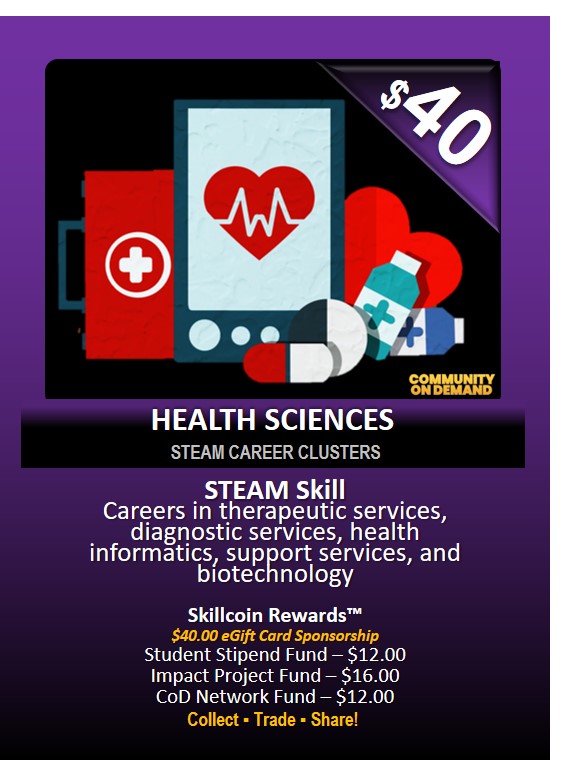 $40
COMMUNITY
ON DEMAND
HEALTH SCIENCES
STEAM CAREER CLUSTERS
STEAM Skill
Careers in therapeutic services,
diagnostic services, health
informatics, support services, and
biotechnology
Skillcoin Rewards™
$40.00 eGift Card Sponsorship
Student Stipend Fund – $12.00
Impact Project Fund – $16.00
CoD Network Fund – $12.00
Collect ▪ Trade ▪ Share!